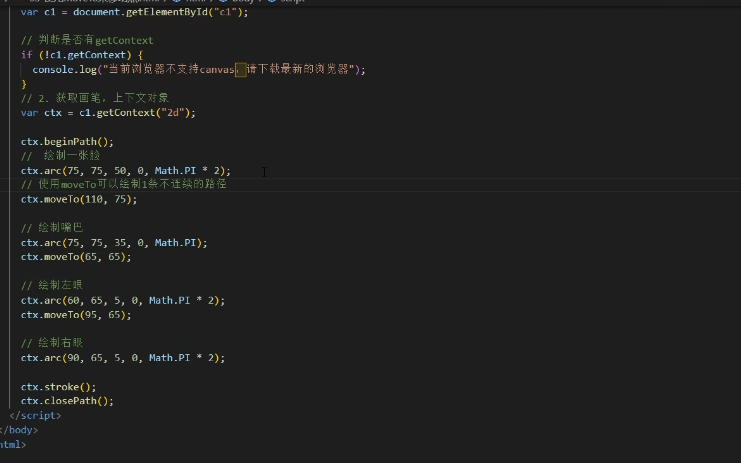 var c1 = document.getElementById("c1");
// 判断是否有getContext
if (!c1.getContext) {
console.log("当前浏览器不支持canvas，请下载最新的浏览器");
}
// 2. 获取画笔，上下文对象
var ctx = c1.getContext("2d");
ctx.beginPath();
//  绘制一张脸
ctx.arc(75, 75, 50, 0, Math.PI * 2);
// 使用moveTo可以绘制1条不连续的路径
ctx.moveTo(110, 75);
// 绘制嘴巴
ctx.arc(75, 75, 35, 0, Math.PI);
ctx.moveTo(65, 65);
// 绘制左眼
ctx.arc(60, 65, 5, 0, Math.PI * 2);
ctx.moveTo(95, 65);
// 绘制右眼
ctx.arc(90, 65, 5, 0, Math.PI * 2);
ctx.stroke();
ctx.closePath();
</script>
</body>
html>